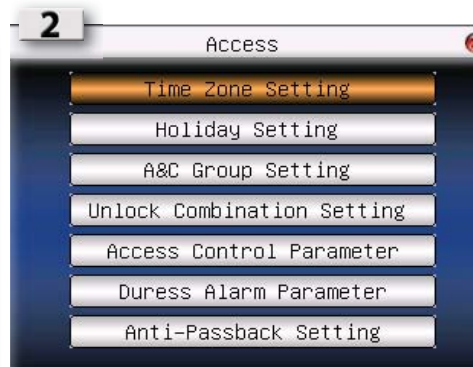 2
Access
Time Zone Setting
Holiday Setting
A&C Group Setting
Unlock Combination Setting
Access Control Parameter
Duress Alarm Parameter
Anti-Passback Setting